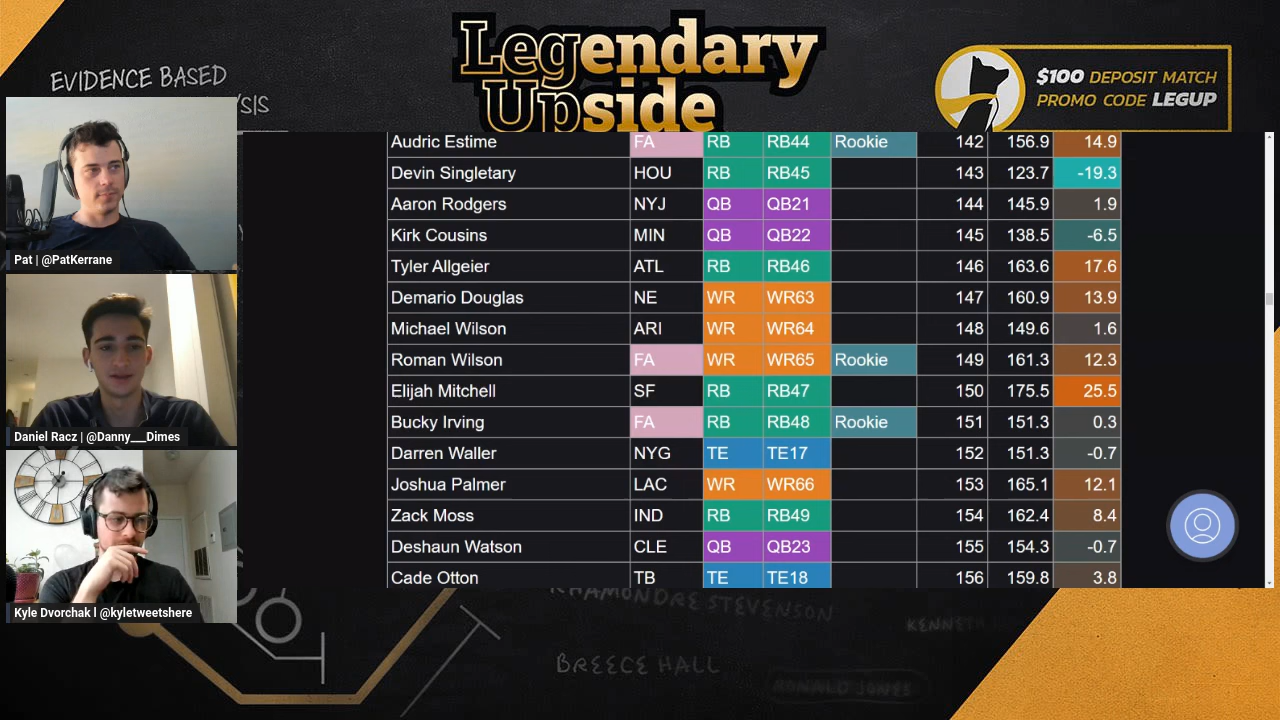 EVIDENCE BASED
YSIS
Legendary
Upside
$100 DEPOSIT MATCH
PROMO CODE LEGUP
Audric Estime FA RB RB44 Rookie 142 156.9 14.9
Devin Singletary HOU RB RB45 143 123.7 -19.3
Aaron Rodgers NYJ QB QB21 144 145.9 1.9
Kirk Cousins MIN QB QB22 145 138.5 -6.5
Tyler Allgeier ATL RB RB46 146 163.6 17.6
Demario Douglas NE WR WR63 147 160.9 13.9
Michael Wilson ARI WR WR64 148 149.6 1.6
Roman Wilson FA WR WR65 Rookie 149 161.3 12.3
Elijah Mitchell SF RB RB47 150 175.5 25.5
Bucky Irving FA RB RB48 Rookie 151 151.3 0.3
Darren Waller NYG TE TE17 152 151.3 -0.7
Joshua Palmer LAC WR WR66 153 165.1 12.1
Zack Moss IND RB RB49 154 162.4 8.4
Deshaun Watson CLE QB QB23 155 154.3 -0.7
Cade Otton TB TE TE18 156 159.8 3.8
Pat | @PatKerrane
Daniel Racz | @Danny___Dimes
Kyle Dvorchak l @kyletweetshere
RHAMONDRE STEVENSON
KENNETH
BREECE HALL
RONALD JONES